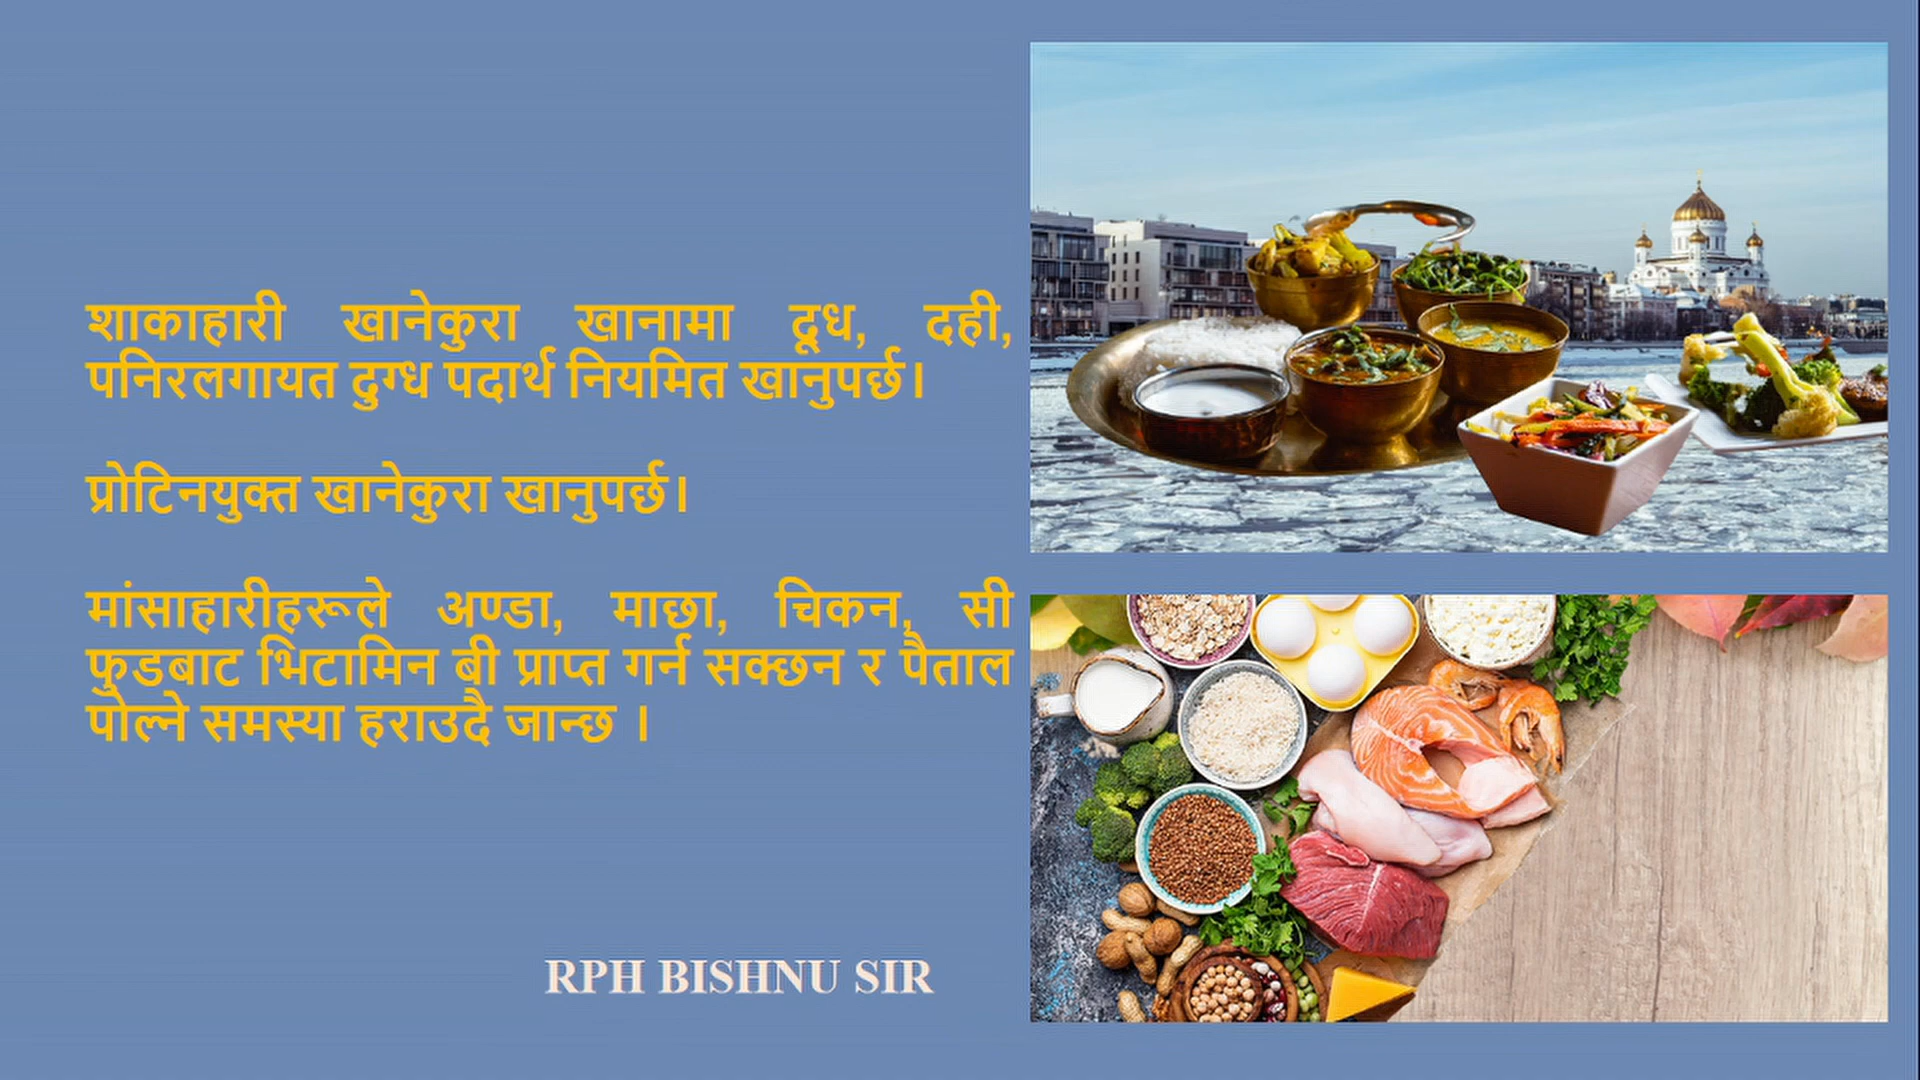 शाकाहारी खानेकुरा खानामा दूध, दही,
पनिरलगायत दुग्ध पदार्थ नियमित खानुपर्छ।
प्रोटिनयुक्त खानेकुरा खानुपर्छ।
मांसाहारीहरूले अण्डा, माछा, चिकन, सी
फुडबाट भिटामिन बी प्राप्त गर्न सक्छन र पैताल
पोल्ने समस्या हराउदै जान्छ ।
RPH BISHNU SIR